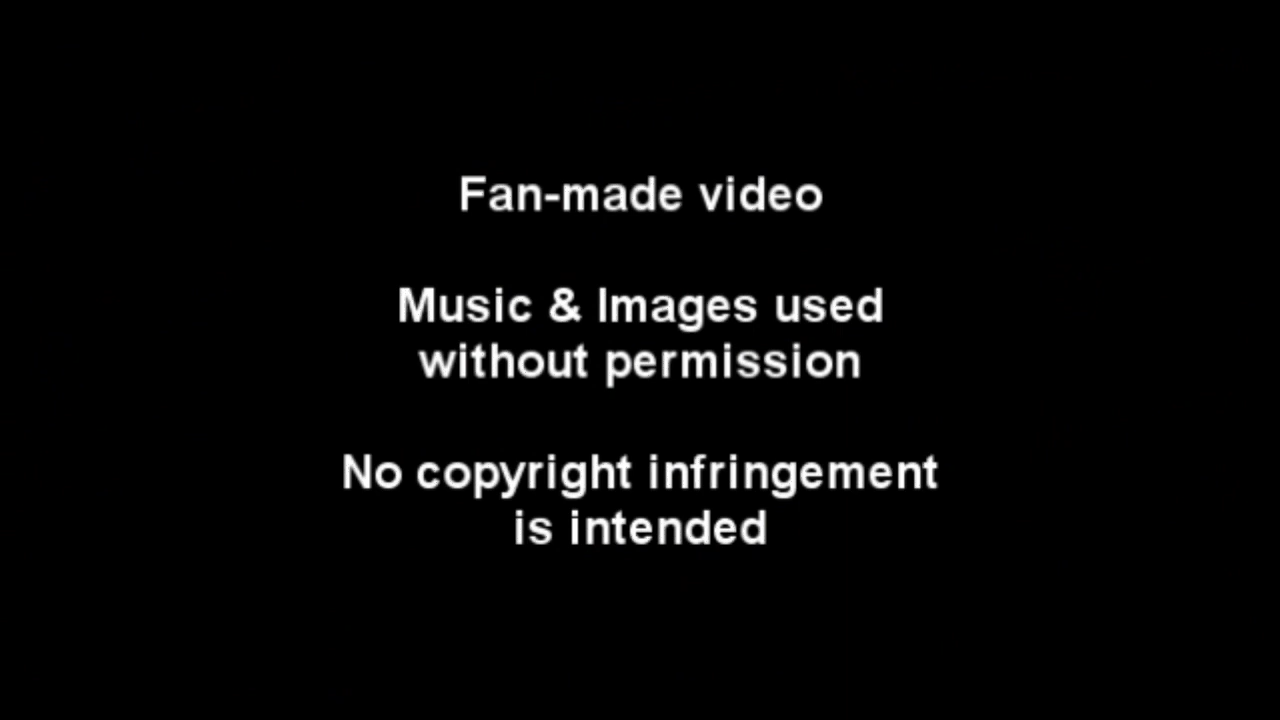 Fan-made video
Music & Images used
without permission
No copyright infringement
is intended